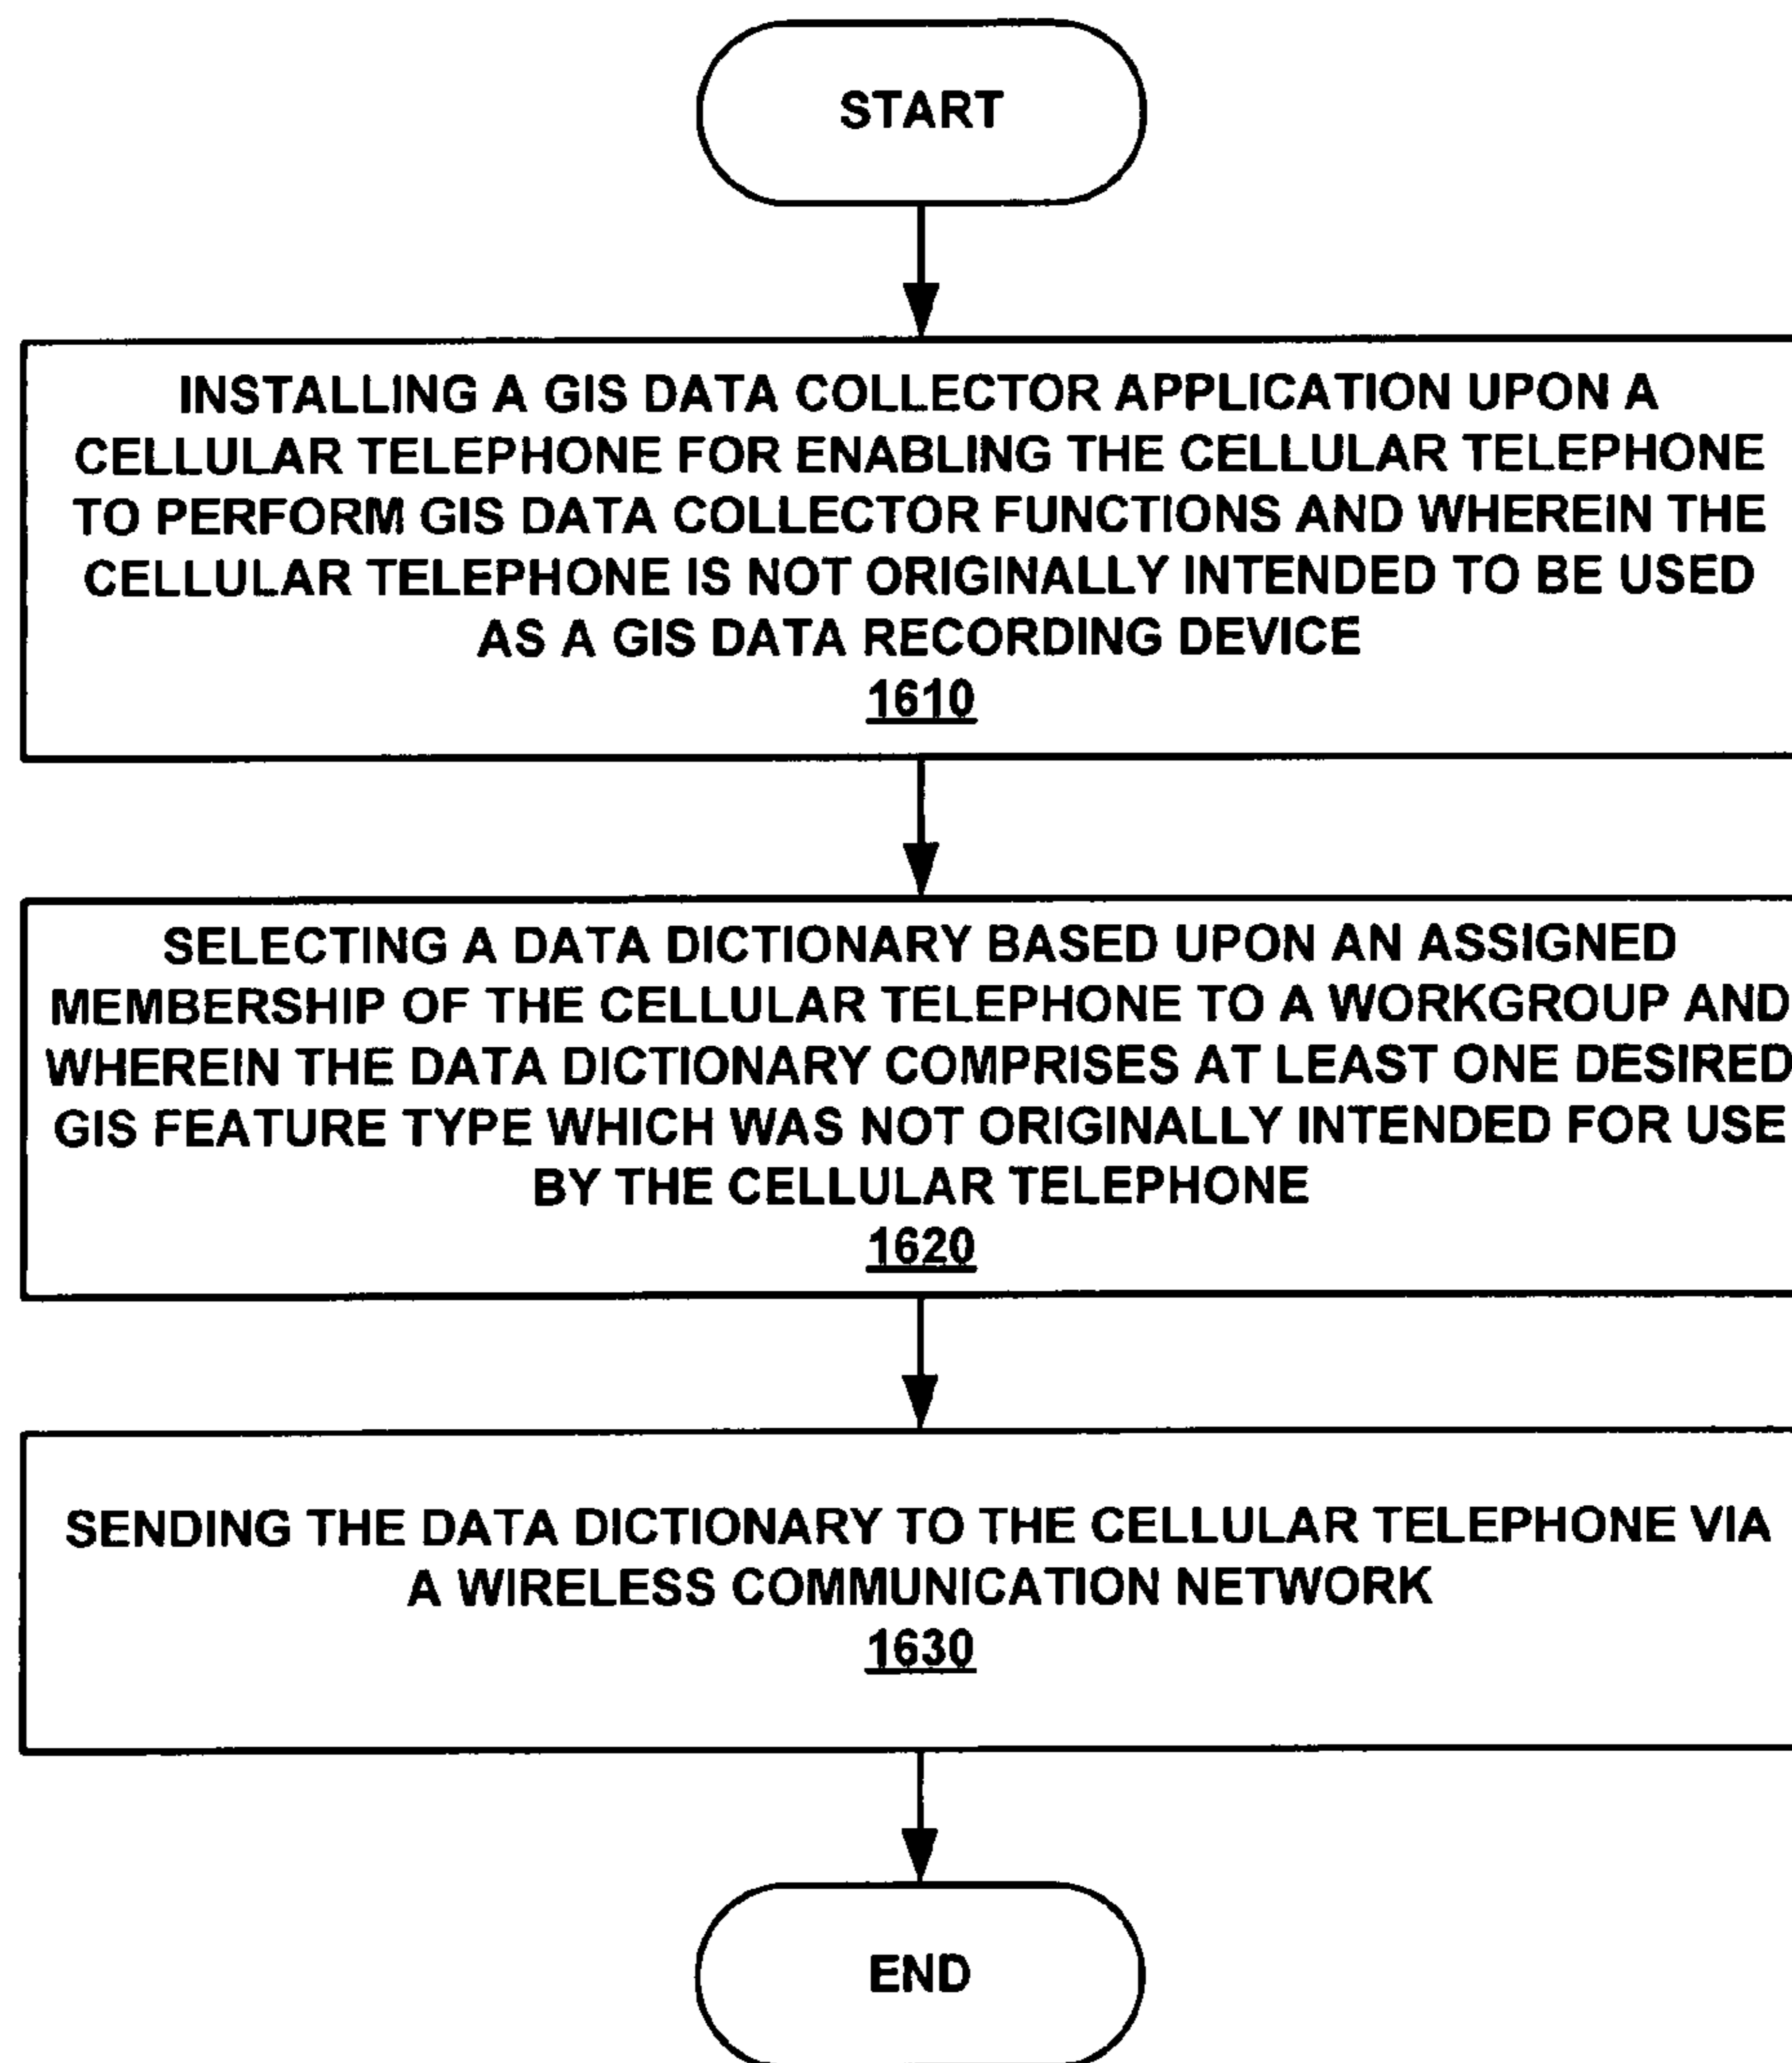 START
INSTALLING A GIS DATA COLLECTOR APPLICATION UPON A
CELLULAR TELEPHONE FOR ENABLING THE CELLULAR TELEPHONE
TO PERFORM GIS DATA COLLECTOR FUNCTIONS AND WHEREIN THE
CELLULAR TELEPHONE IS NOT ORIGINALLY INTENDED TO BE USED
AS A GIS DATA RECORDING DEVICE
1610
SELECTING A DATA DICTIONARY BASED UPON AN ASSIGNED
MEMBERSHIP OF THE CELLULAR TELEPHONE TO A WORKGROUP AND
WHEREIN THE DATA DICTIONARY COMPRISES AT LEAST ONE DESIRED
GIS FEATURE TYPE WHICH WAS NOT ORIGINALLY INTENDED FOR USE
BY THE CELLULAR TELEPHONE
1620
SENDING THE DATA DICTIONARY TO THE CELLULAR TELEPHONE VIA
A WIRELESS COMMUNICATION NETWORK
1630
END